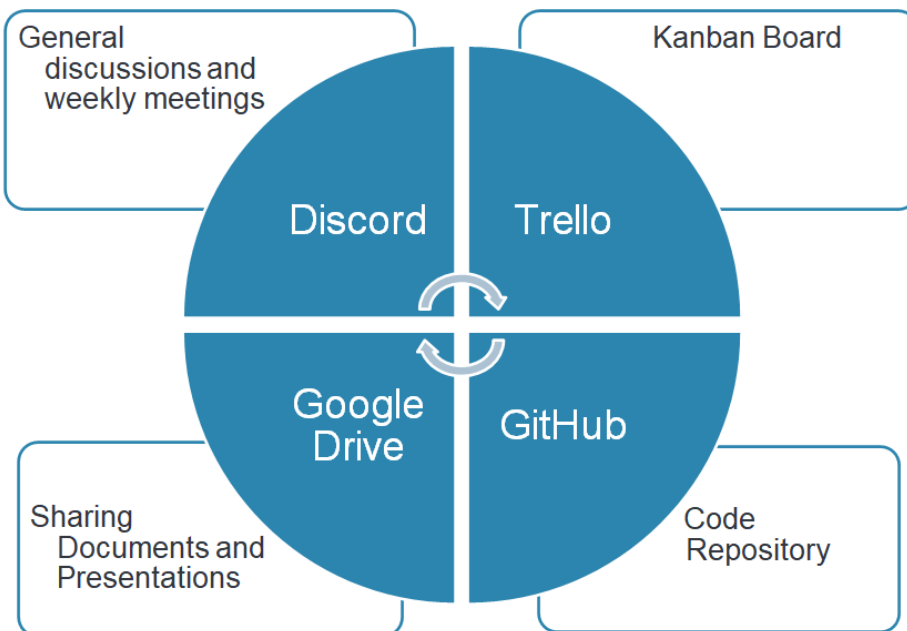 General
discussions and
weekly meetings
Kanban Board
Discord
Trello
Google
Drive
GitHub
Sharing
Documents and
Presentations
Code
Repository